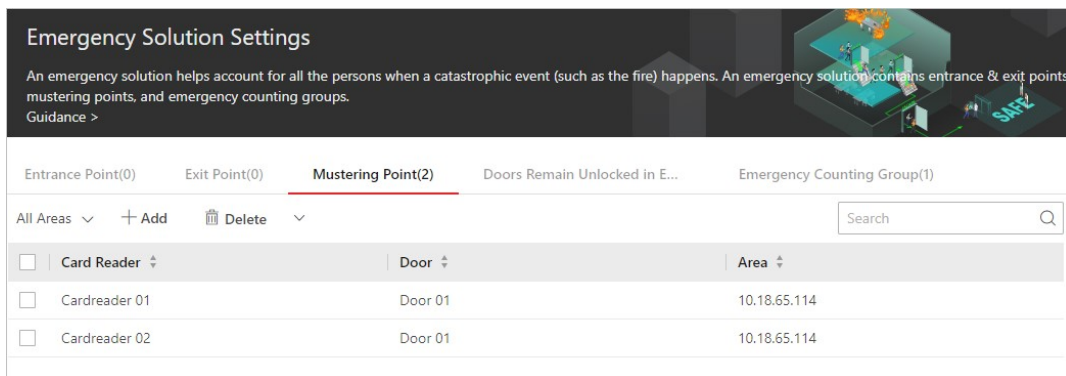 Emergency Solution Settings
An emergency solution helps account for all the persons when a catastrophic event (such as the fire) happens. An emergency solution contains entrance & exit points
mustering points, and emergency counting groups.
Guidance >
SAFE
Entrance Point(0) Exit Point(0) Mustering Point(2) Doors Remain Unlocked in E... Emergency Counting Group(1)
All Areas + Add Delete Search
Card Reader Door Area
Cardreader 01 Door 01 10.18.65.114
Cardreader 02 Door 01 10.18.65.114